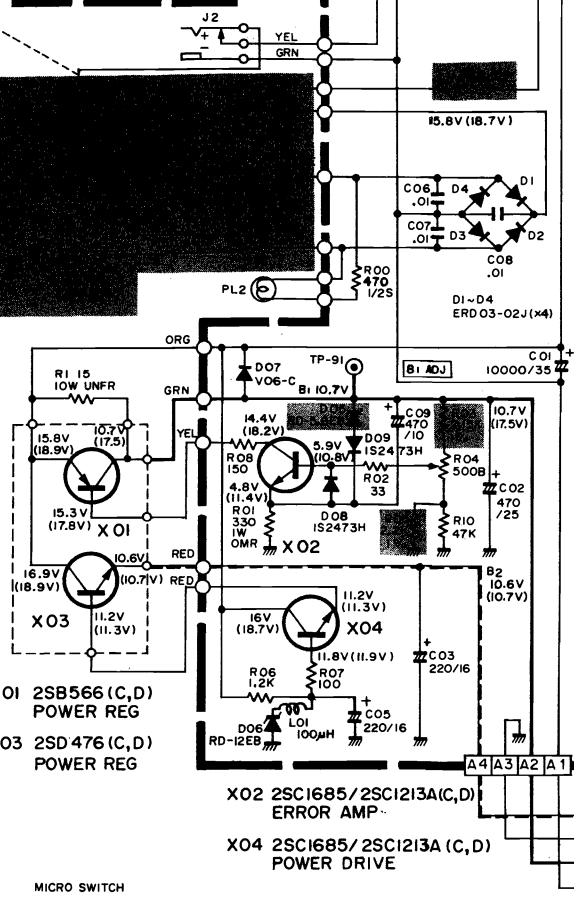 J2
+
−
YEL
GRN
15.8V (18.7V)
C06
.01
D4
D1
C07
.01
D3
D2
C08
.01
R00
470
1/2S
PL2
D1~D4
ERD03-02J(×4)
ORG
D07
V06-C
TP-91
B1 ADJ
C01
10000/35
+
R1 15
10W UNFR
GRN
B1 10.7V
15.8V
(18.9V)
10.7V
(17.5)
YEL
14.4V
(18.2V)
R08
150
5.9V
(10.8V)
D09
1S2473H
C09
470
/10
+
10.7V
(17.5V)
R04
500B
R02
33
C02
470
/25
+
4.8V
(11.4V)
R01
330
1W
OMR
D08
1S2473H
R10
47K
15.3V
(17.8V)
X01
X02
10.6V
(10.7V)
RED
RED
B2
10.6V
(10.7V)
16.9V
(18.9V)
X03
11.2V
(11.3V)
11.2V
(11.3V)
16V
(18.7V)
X04
11.8V(11.9V)
+
C03
220/16
R06
1.2K
R07
100
D06
RD-12EB
L01
100μH
+
C05
220/16
01 2SB566 (C,D)
POWER REG
03 2SD476 (C,D)
POWER REG
A4 A3 A2 A1
X02 2SC1685/2SC1213A(C,D)
ERROR AMP
X04 2SC1685/2SC1213A (C,D)
POWER DRIVE
MICRO SWITCH